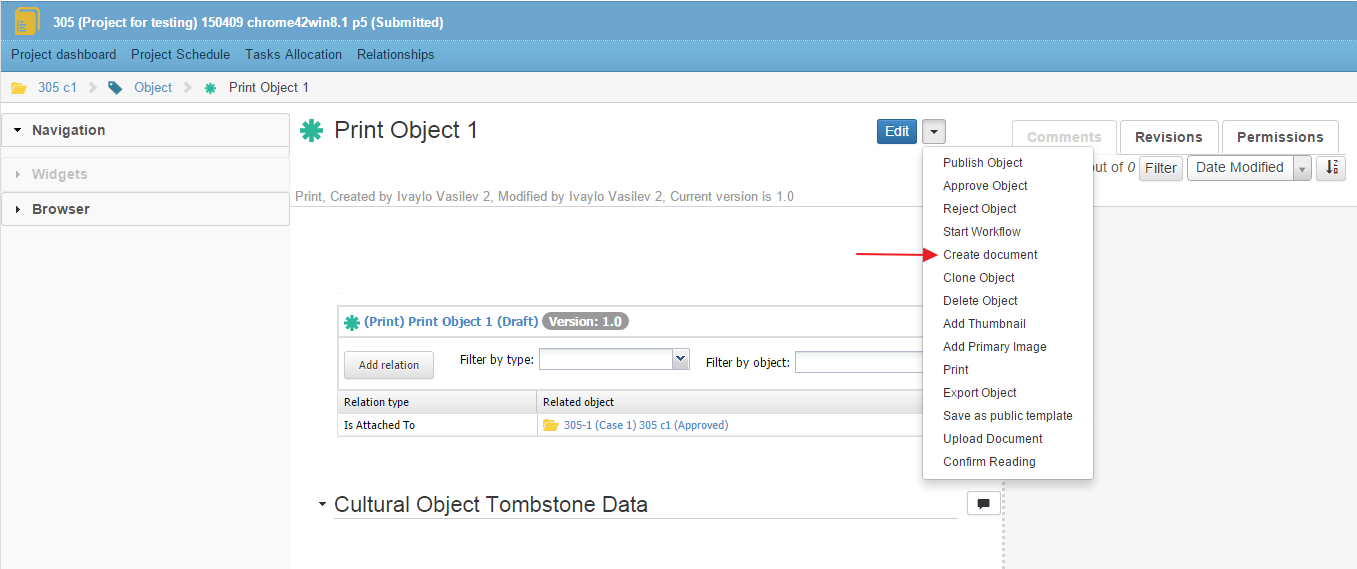 305 (Project for testing) 150409 chrome42win8.1 p5 (Submitted)
Project dashboard Project Schedule Tasks Allocation Relationships
305 c1 Object Print Object 1
Navigation
Widgets
Browser
Print Object 1
Edit
Print, Created by Ivaylo Vasilev 2, Modified by Ivaylo Vasilev 2, Current version is 1.0
Publish Object
Approve Object
Reject Object
Start Workflow
Create document
Clone Object
Delete Object
Add Thumbnail
Add Primary Image
Print
Export Object
Save as public template
Upload Document
Confirm Reading
Comments Revisions Permissions
out of 0 Filter Date Modified
(Print) Print Object 1 (Draft) Version: 1.0
Add relation Filter by type: Filter by object:
Relation type Related object
Is Attached To 305-1 (Case 1) 305 c1 (Approved)
Cultural Object Tombstone Data